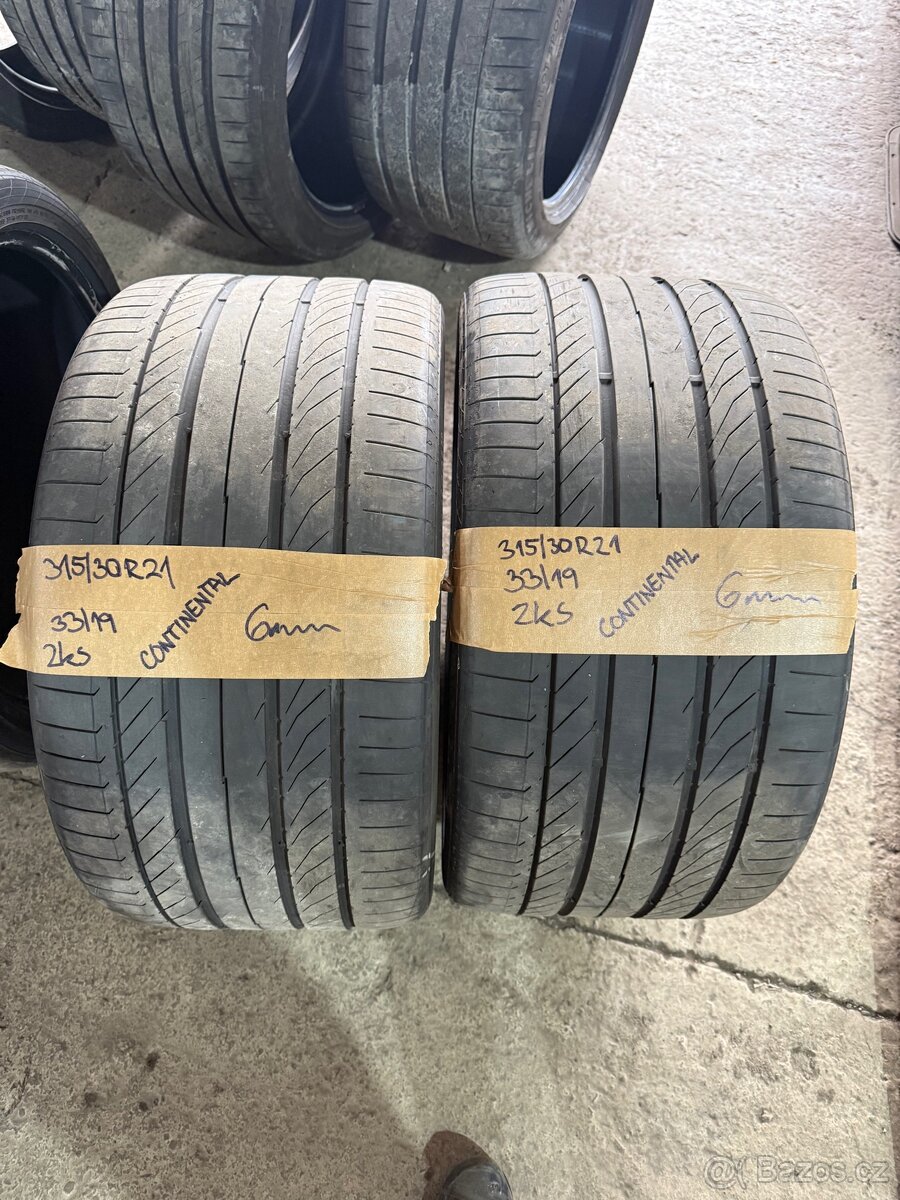 315/30R21
33/19
2ks
CONTINENTAL
6mm
315/30R21
33/19
2ks
CONTINENTAL
6mm
Bazos.cz